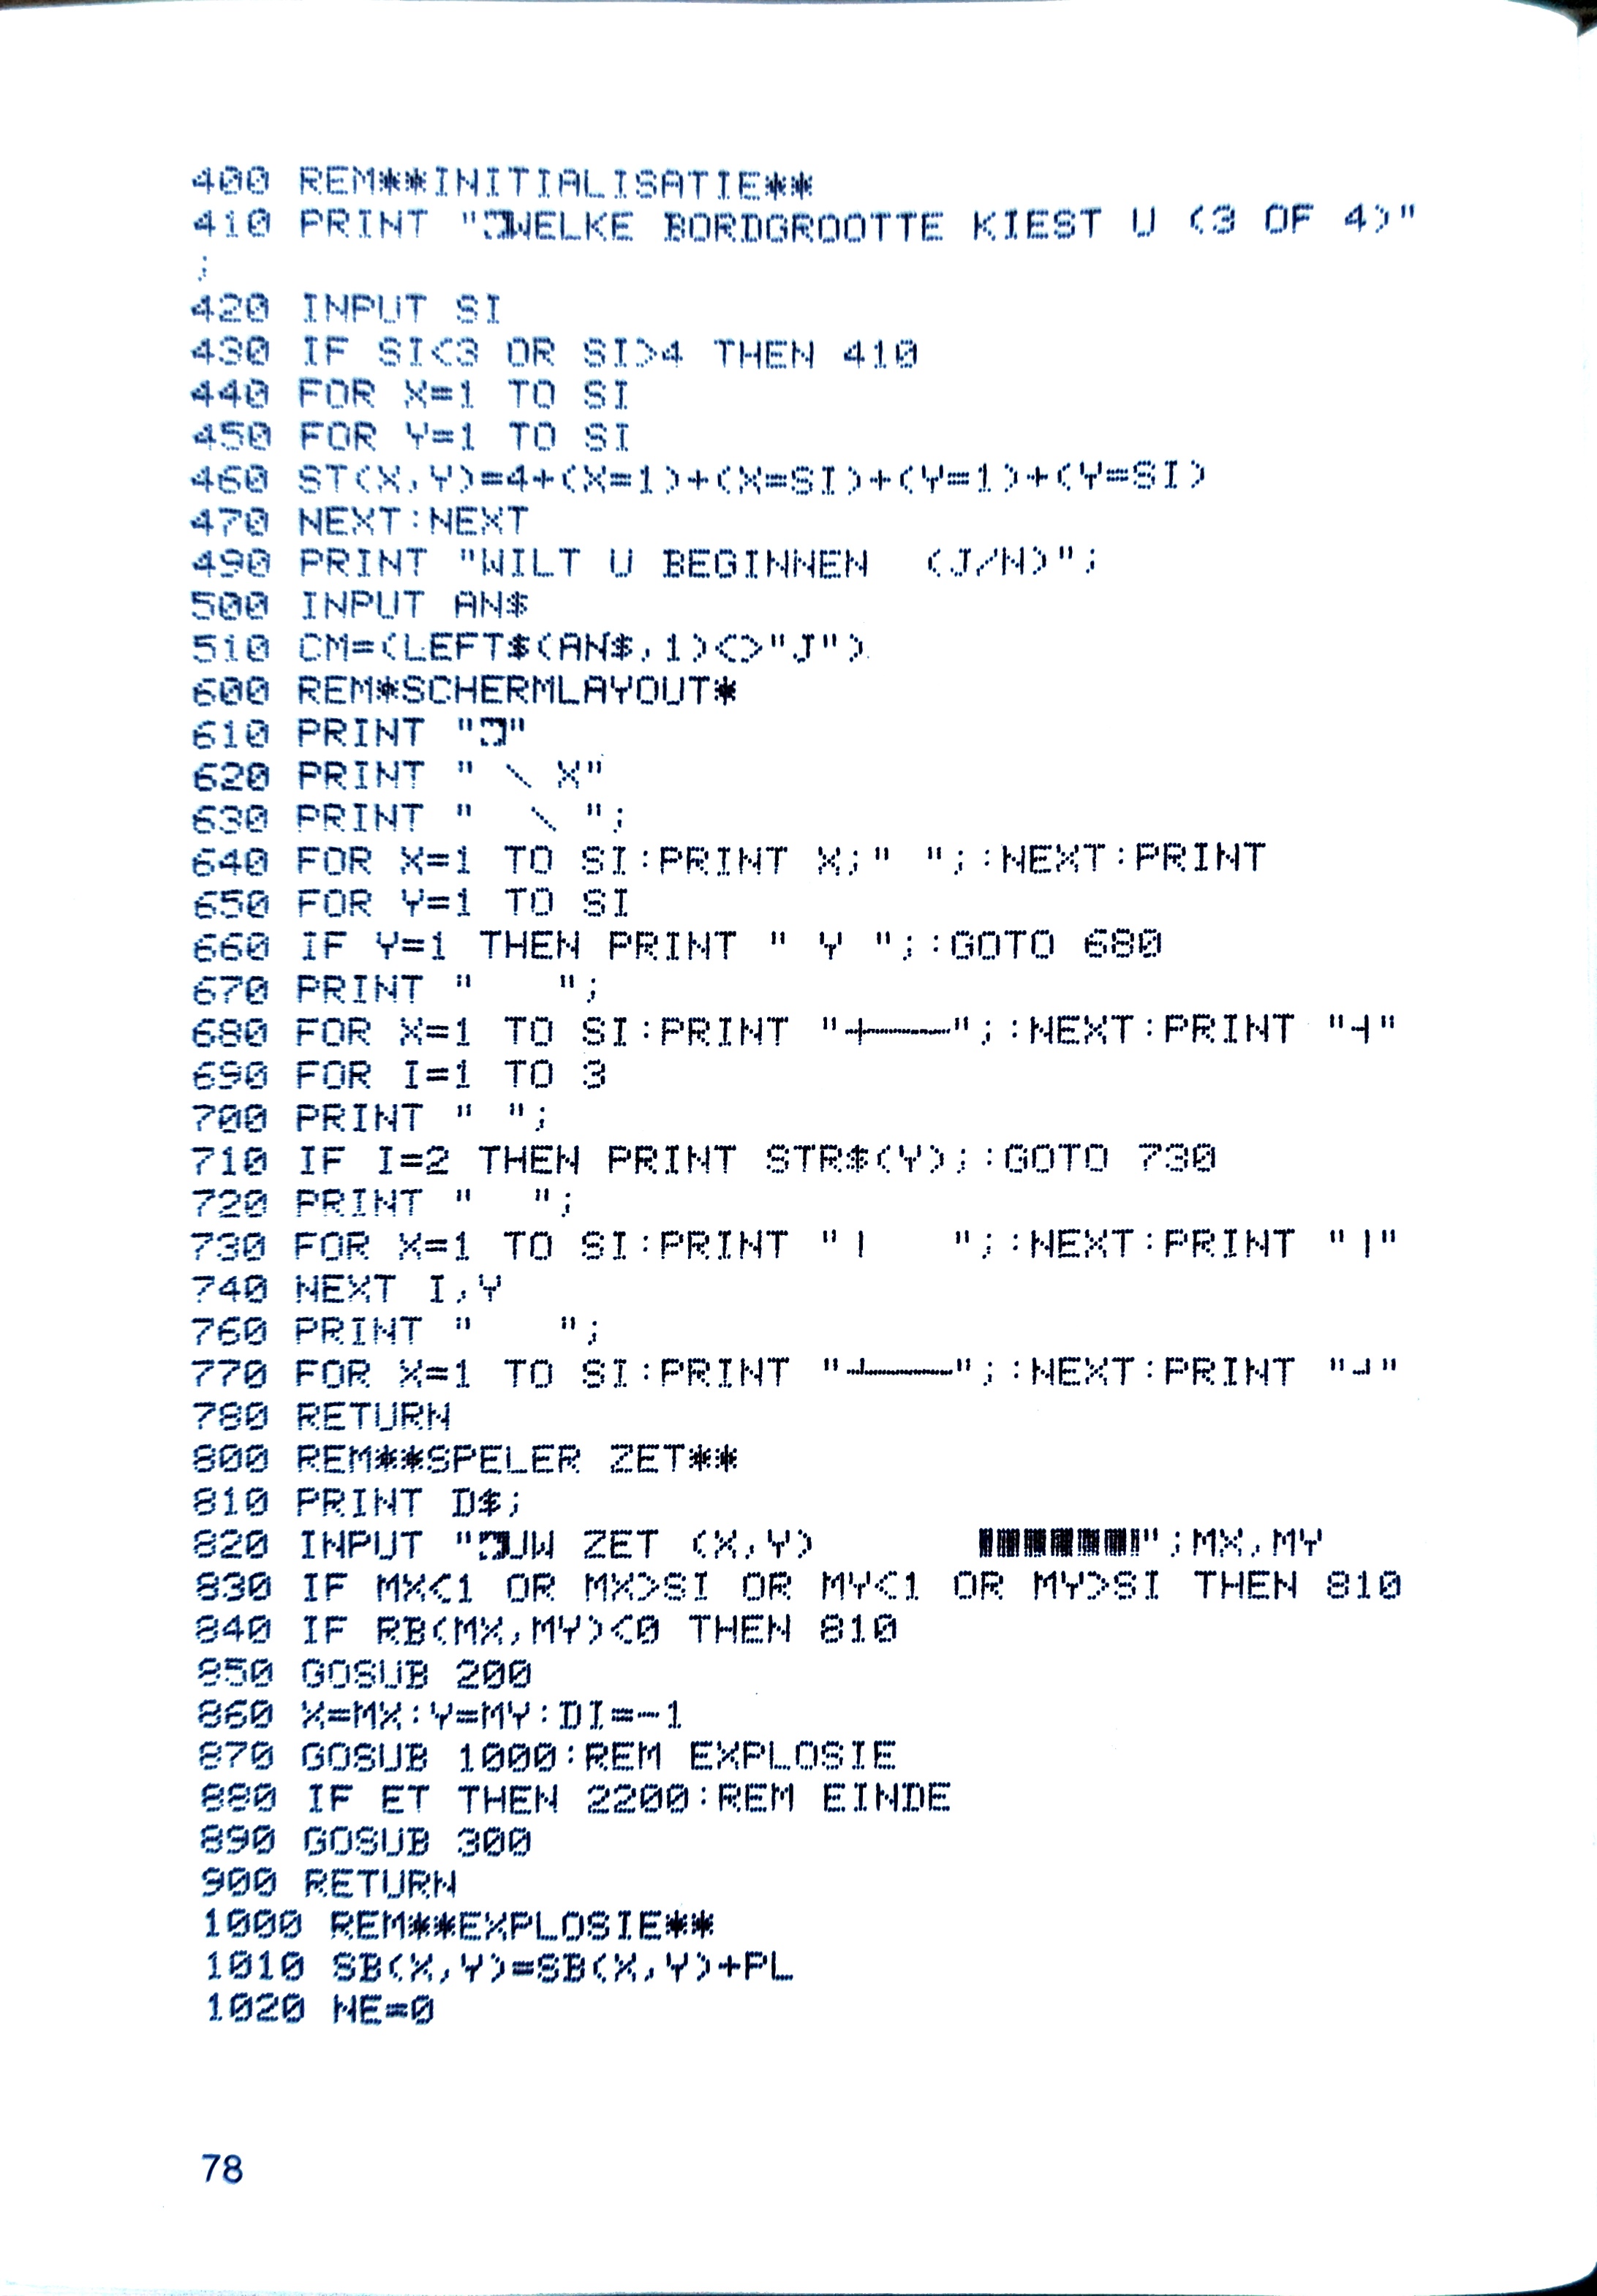 400 REM**INITIALISATIE**
410 PRINT "WELKE BORDGROOTTE KIEST U (3 OF 4)"
;
420 INPUT SI
430 IF SI<3 OR SI>4 THEN 410
440 FOR X=1 TO SI
450 FOR Y=1 TO SI
460 ST(X,Y)=4+(X=1)+(X=SI)+(Y=1)+(Y=SI)
470 NEXT:NEXT
490 PRINT "WILT U BEGINNEN  (J/N)";
500 INPUT AN$
510 CM=(LEFT$(AN$,1)<>"J")
600 REM*SCHERMLAYOUT*
610 PRINT ""
620 PRINT " \ X"
630 PRINT "  \ ";
640 FOR X=1 TO SI:PRINT X;" ";:NEXT:PRINT
650 FOR Y=1 TO SI
660 IF Y=1 THEN PRINT " Y ";:GOTO 680
670 PRINT "   ";
680 FOR X=1 TO SI:PRINT "┼───";:NEXT:PRINT "┤"
690 FOR I=1 TO 3
700 PRINT " ";
710 IF I=2 THEN PRINT STR$(Y);:GOTO 730
720 PRINT "  ";
730 FOR X=1 TO SI:PRINT "|   ";:NEXT:PRINT "|"
740 NEXT I,Y
760 PRINT "   ";
770 FOR X=1 TO SI:PRINT "┴───";:NEXT:PRINT "┘"
780 RETURN
800 REM**SPELER ZET**
810 PRINT D$;
820 INPUT "UW ZET (X,Y)      ";MX,MY
830 IF MX<1 OR MX>SI OR MY<1 OR MY>SI THEN 810
840 IF RB(MX,MY)<0 THEN 810
850 GOSUB 200
860 X=MX:Y=MY:DI=-1
870 GOSUB 1000:REM EXPLOSIE
880 IF ET THEN 2200:REM EINDE
890 GOSUB 300
900 RETURN
1000 REM**EXPLOSIE**
1010 SB(X,Y)=SB(X,Y)+PL
1020 NE=0
78